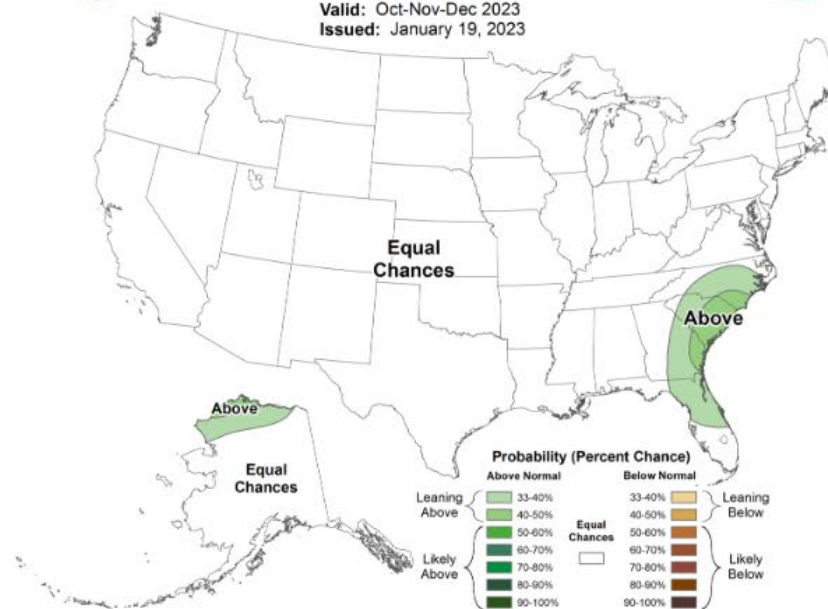 Valid: Oct-Nov-Dec 2023
Issued: January 19, 2023
Equal
Chances
Above
Above
Equal
Chances
Probability (Percent Chance)
Above Normal
Below Normal
Leaning
Above
33-40%
40-50%
Likely
Above
50-60%
60-70%
70-80%
80-90%
90-100%
Equal
Chances
33-40%
40-50%
Leaning
Below
50-60%
60-70%
70-80%
80-90%
90-100%
Likely
Below